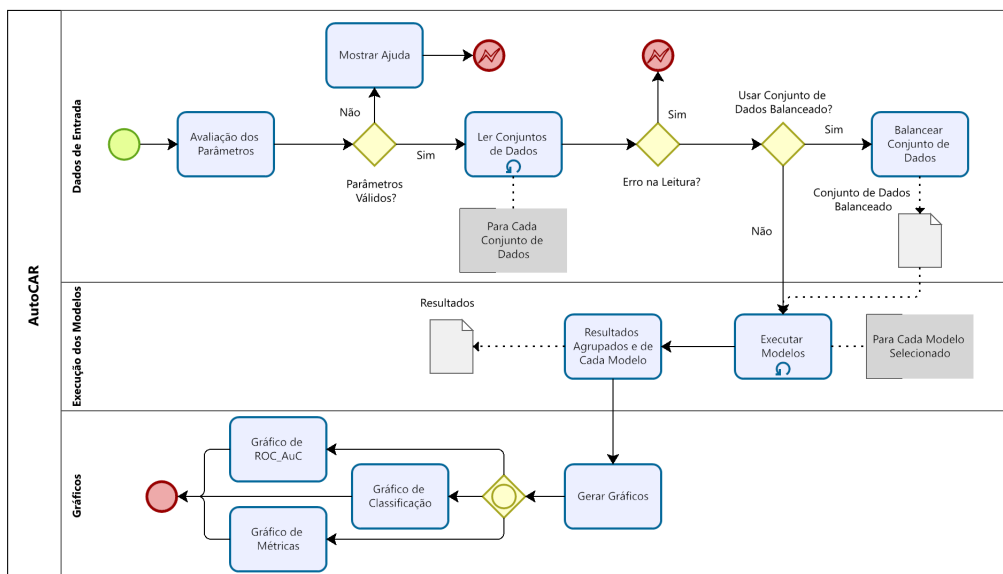 AutoCAR
Dados de Entrada
Avaliação dos
Parâmetros
Mostrar Ajuda
Não
Sim
Parâmetros
Válidos?
Ler Conjuntos
de Dados
Para Cada
Conjunto de
Dados
Sim
Erro na Leitura?
Usar Conjunto de
Dados Balanceado?
Sim
Não
Balancear
Conjunto de Dados
Conjunto de Dados
Balanceado
Execução dos Modelos
Resultados
Resultados
Agrupados e de
Cada Modelo
Executar
Modelos
Para Cada Modelo
Selecionado
Gráficos
Gráfico de
ROC_AuC
Gráfico de
Classificação
Gráfico de
Métricas
Gerar Gráficos